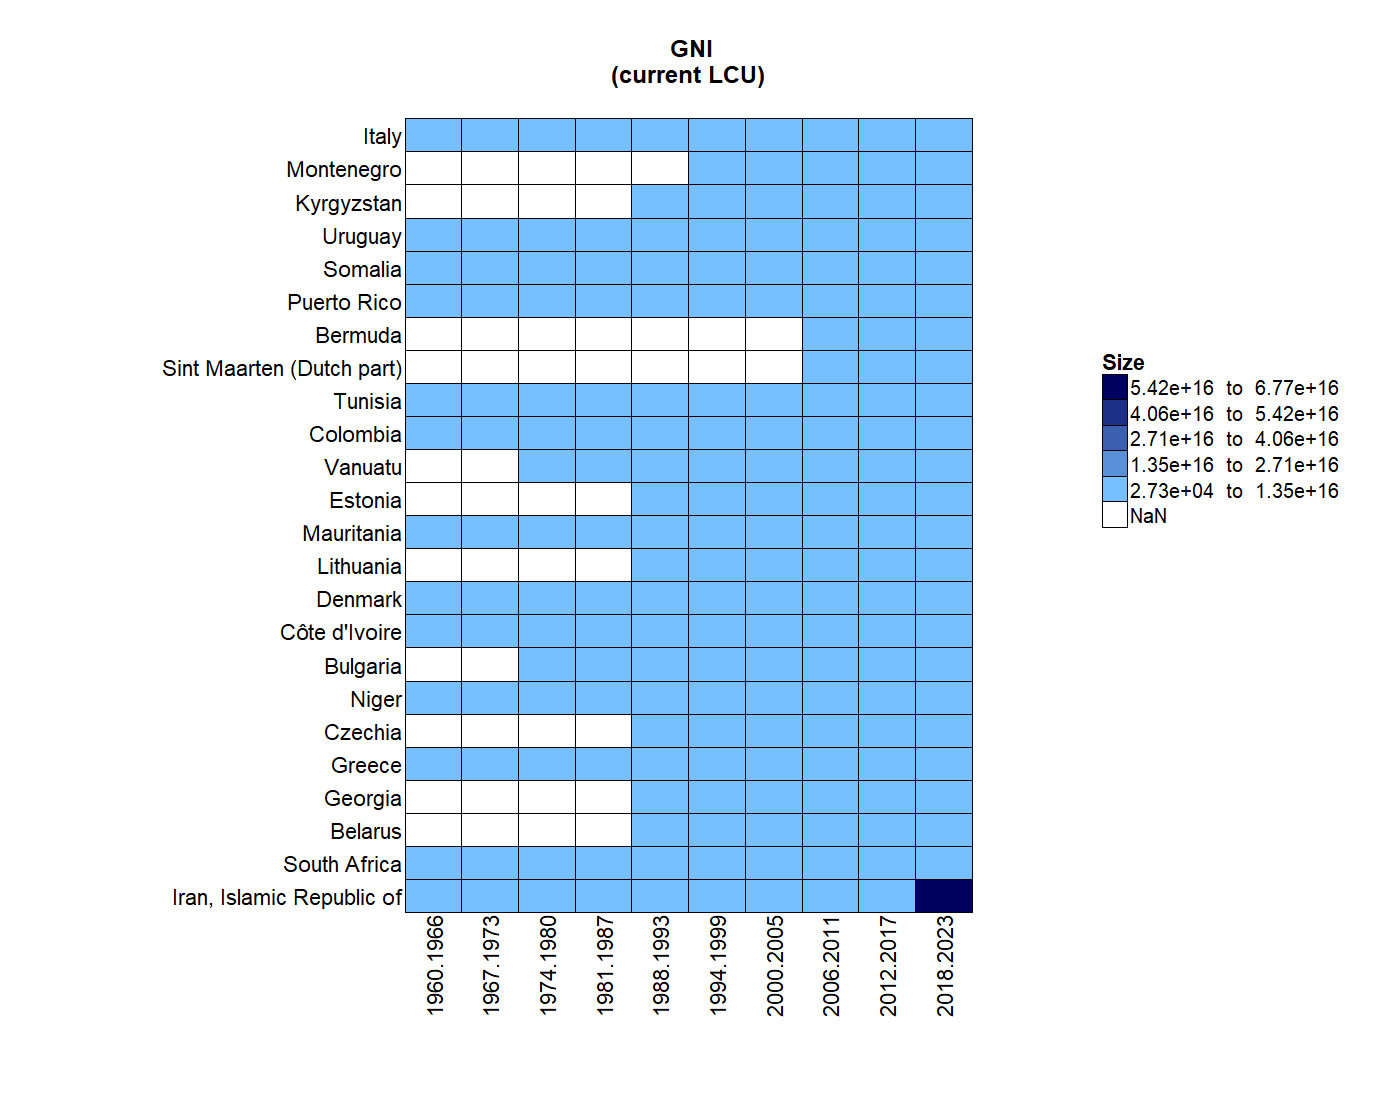 GNI
(current LCU)
Italy
Montenegro
Kyrgyzstan
Uruguay
Somalia
Puerto Rico
Bermuda
Sint Maarten (Dutch part)
Tunisia
Colombia
Vanuatu
Estonia
Mauritania
Lithuania
Denmark
Côte d'Ivoire
Bulgaria
Niger
Czechia
Greece
Georgia
Belarus
South Africa
Iran, Islamic Republic of
1960.1966
1967.1973
1974.1980
1981.1987
1988.1993
1994.1999
2000.2005
2006.2011
2012.2017
2018.2023
Size
5.42e+16 to 6.77e+16
4.06e+16 to 5.42e+16
2.71e+16 to 4.06e+16
1.35e+16 to 2.71e+16
2.73e+04 to 1.35e+16
NaN